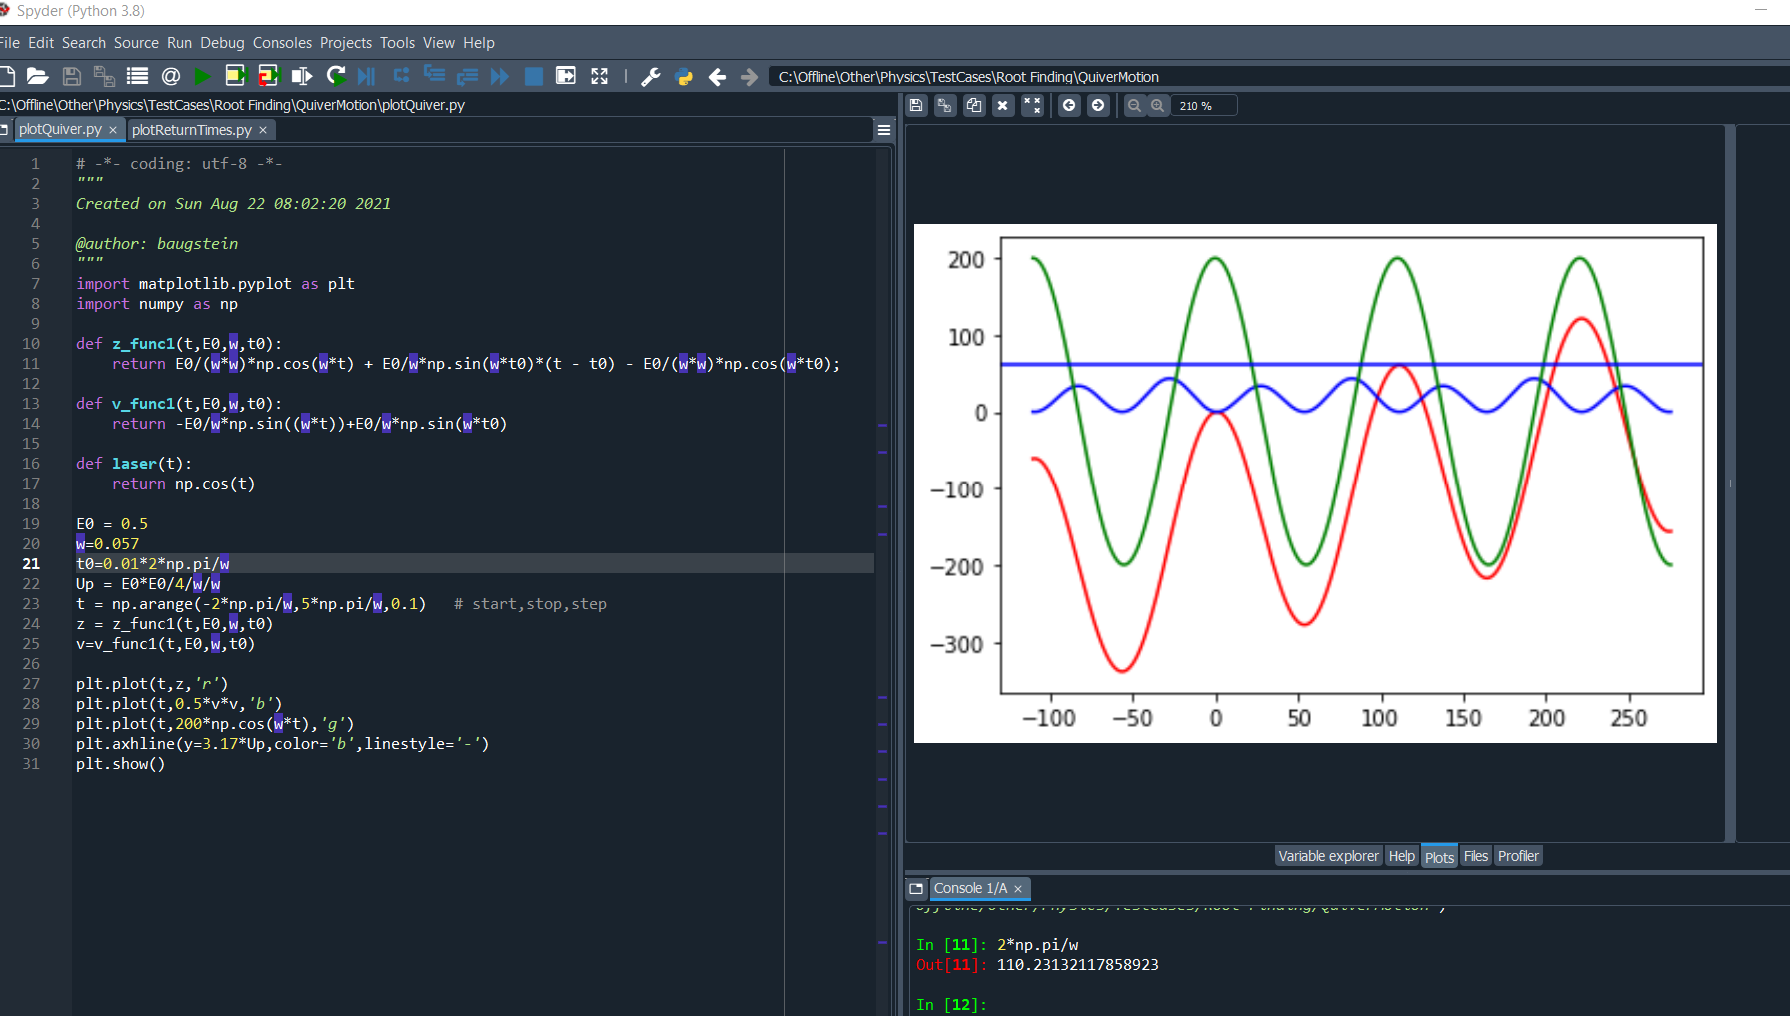 Spyder (Python 3.8)
File Edit Search Source Run Debug Consoles Projects Tools View Help
C:\Offline\Other\Physics\TestCases\Root Finding\QuiverMotion
C:\Offline\Other\Physics\TestCases\Root Finding\QuiverMotion\plotQuiver.py
plotQuiver.py × plotReturnTimes.py ×
210 %
1 # -*- coding: utf-8 -*-
2 """
3 Created on Sun Aug 22 08:02:20 2021
4
5 @author: baugstein
6 """
7 import matplotlib.pyplot as plt
8 import numpy as np
9
10 def z_func1(t,E0,w,t0):
11 return E0/(w*w)*np.cos(w*t) + E0/w*np.sin(w*t0)*(t - t0) - E0/(w*w)*np.cos(w*t0);
12
13 def v_func1(t,E0,w,t0):
14 return -E0/w*np.sin((w*t))+E0/w*np.sin(w*t0)
15
16 def laser(t):
17 return np.cos(t)
18
19 E0 = 0.5
20 w=0.057
21 t0=0.01*2*np.pi/w
22 Up = E0*E0/4/w/w
23 t = np.arange(-2*np.pi/w,5*np.pi/w,0.1) # start,stop,step
24 z = z_func1(t,E0,w,t0)
25 v=v_func1(t,E0,w,t0)
26
27 plt.plot(t,z,'r')
28 plt.plot(t,0.5*v*v,'b')
29 plt.plot(t,200*np.cos(w*t),'g')
30 plt.axhline(y=3.17*Up,color='b',linestyle='-')
31 plt.show()
200
100
0
−100
−200
−300
−100 −50 0 50 100 150 200 250
Variable explorer Help Plots Files Profiler
Console 1/A ×
In [11]: 2*np.pi/w
Out[11]: 110.23132117858923
In [12]: